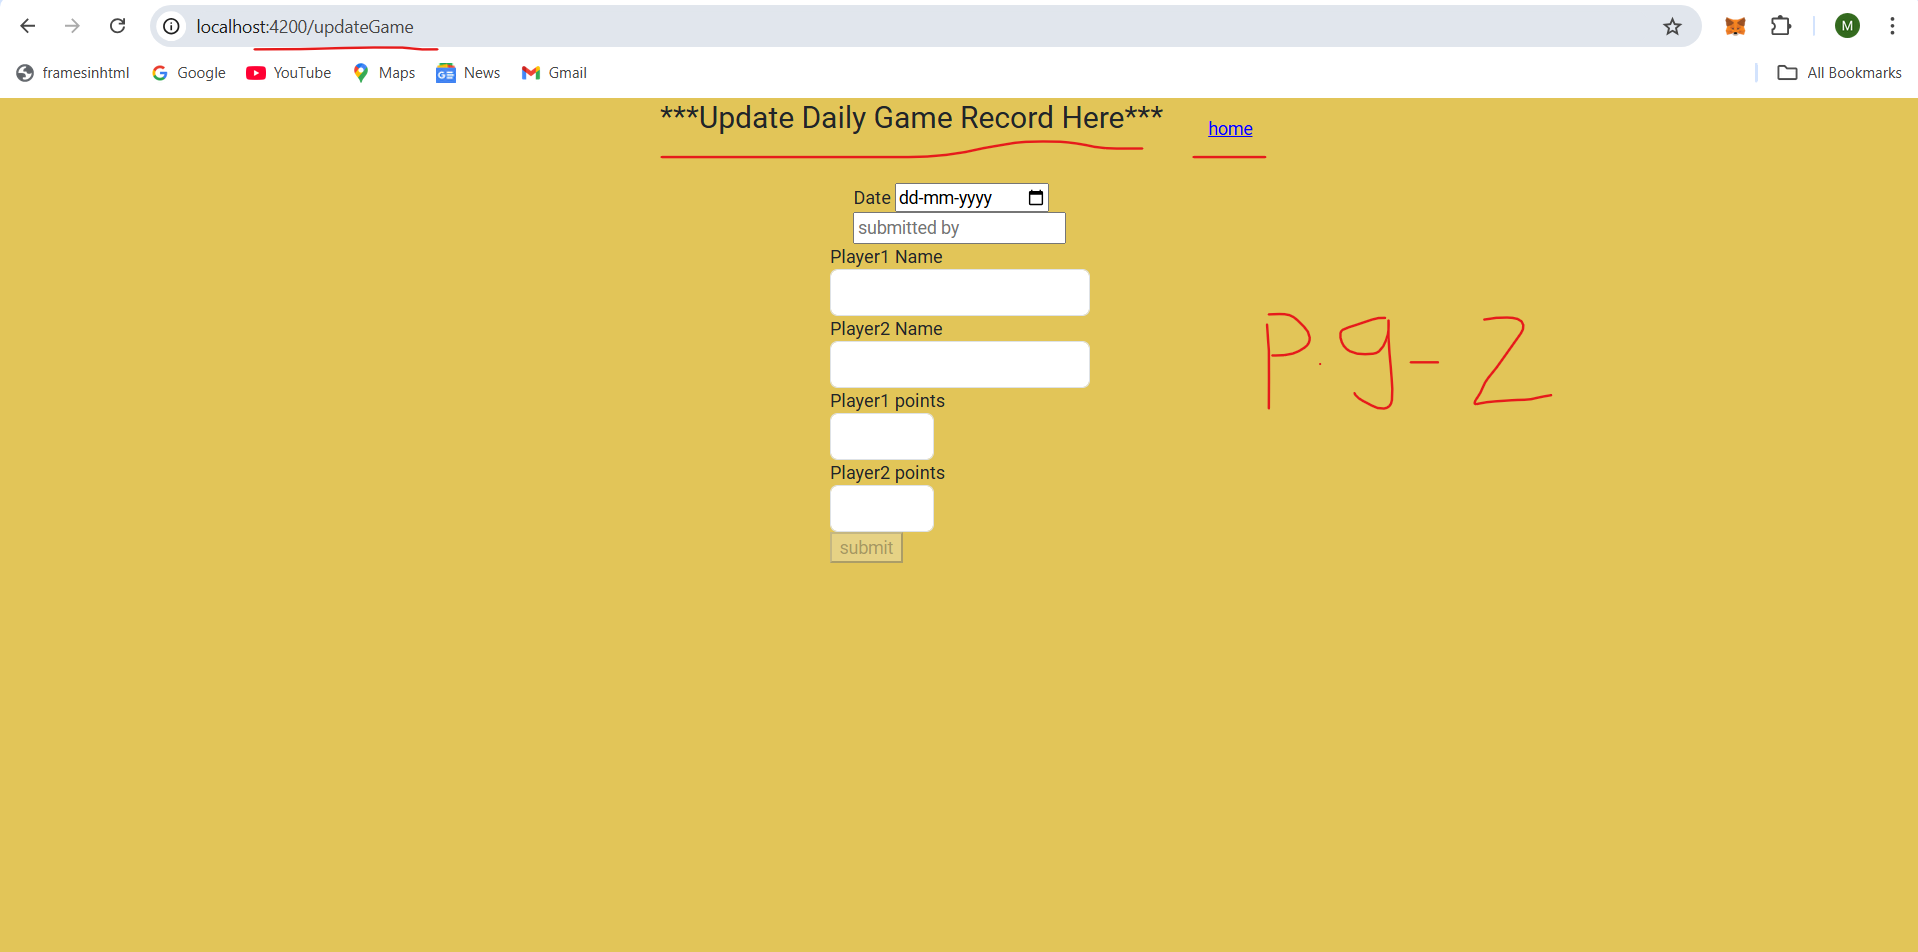 localhost:4200/updateGame
M
framesinhtml Google YouTube Maps News Gmail All Bookmarks
***Update Daily Game Record Here*** home
Date dd-mm-yyyy
submitted by
Player1 Name
Player2 Name
P.g-2
Player1 points
Player2 points
submit